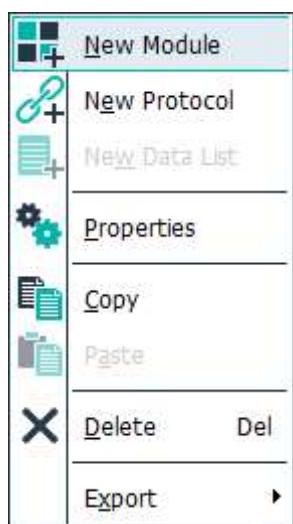 New Module
New Protocol
New Data List
Properties
Copy
Paste
Delete Del
Export